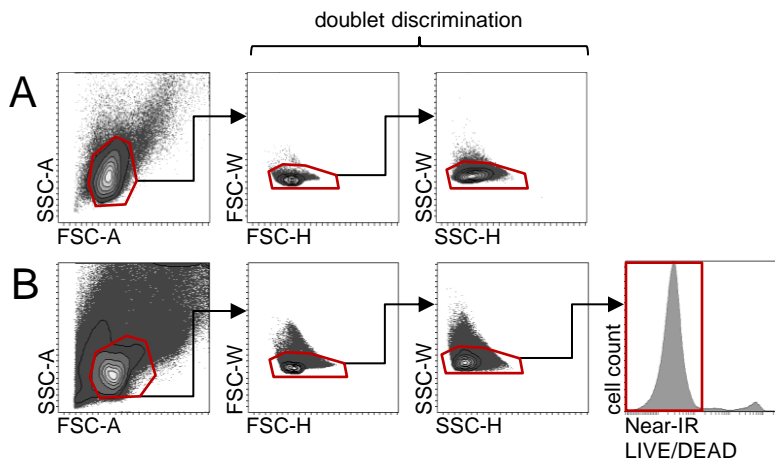 doublet discrimination
A
SSC-A
FSC-A
FSC-W
FSC-H
SSC-W
SSC-H
B
SSC-A
FSC-A
FSC-W
FSC-H
SSC-W
SSC-H
cell count
Near-IR
LIVE/DEAD